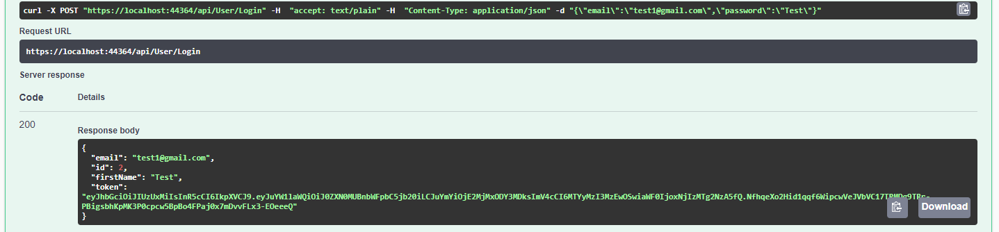 curl -X POST "https://localhost:44364/api/User/Login" -H  "accept: text/plain" -H  "Content-Type: application/json" -d "{\"email\":\"test1@gmail.com\",\"password\":\"Test\"}"
Request URL
https://localhost:44364/api/User/Login
Server response
Code Details
200
Response body
{
"email": "test1@gmail.com",
"id": 2,
"firstName": "Test",
"token":
"eyJhbGciOiJIUzUxMiIsInR5cCI6IkpXVCJ9.eyJuYW1laWQiOiJ0ZXN0MUBnbWFpbC5jb20iLCJuYmYiOjE2MjMxODY3MDksImV4cCI6MTYyMzI3MzEwOSwiaWF0IjoxNjIzMTg2NzA5fQ.NfhqeXo2Hid1qqf6WipcwVeJVbVC17
PBigsbhKpMK3P0cpcw5BpBo4FPaj0x7mDvvFLx3-EOeeeQ"
}
Download